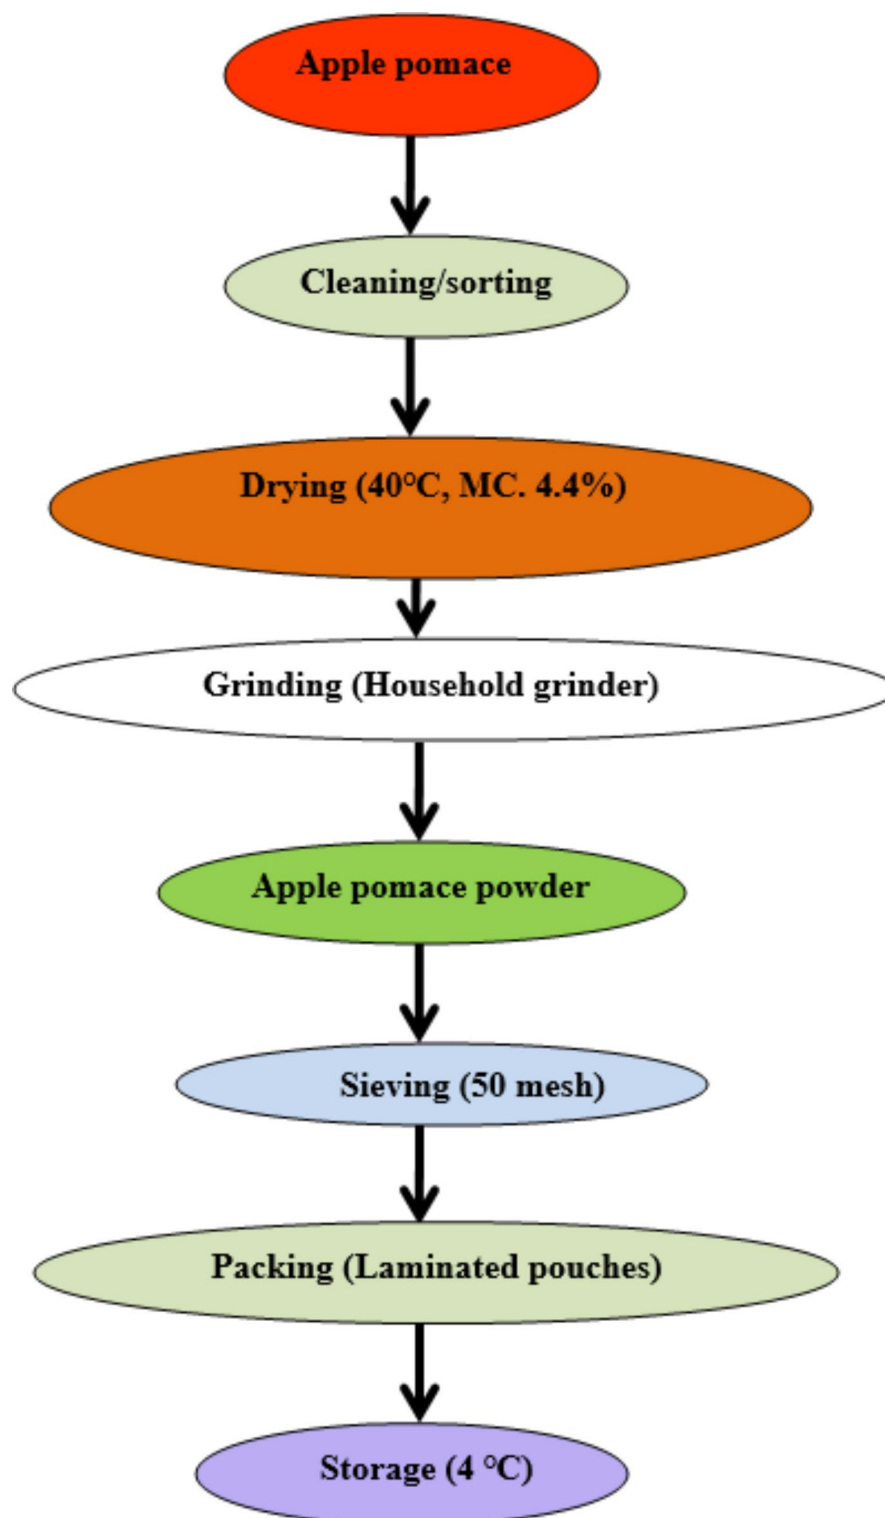 Apple pomace
Cleaning/sorting
Drying (40°C, MC. 4.4%)
Grinding (Household grinder)
Apple pomace powder
Sieving (50 mesh)
Packing (Laminated pouches)
Storage (4 °C)